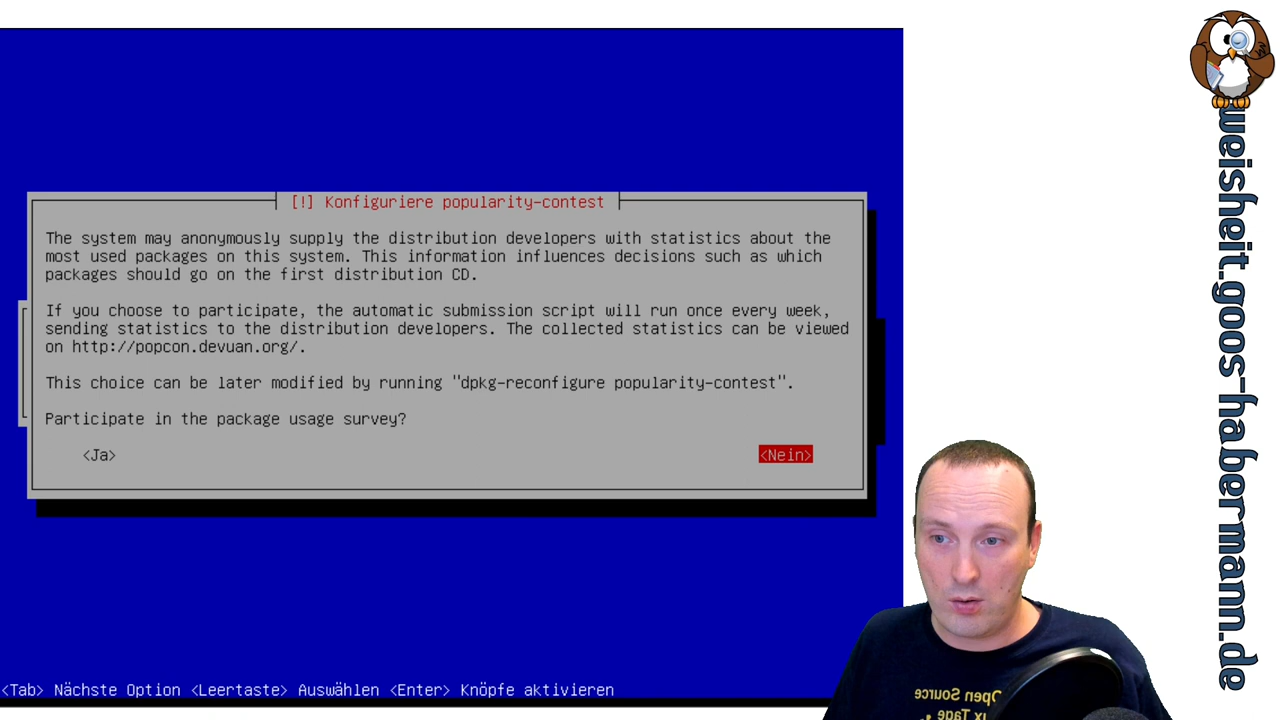 [!] Konfiguriere popularity-contest
The system may anonymously supply the distribution developers with statistics about the
most used packages on this system. This information influences decisions such as which
packages should go on the first distribution CD.
If you choose to participate, the automatic submission script will run once every week,
sending statistics to the distribution developers. The collected statistics can be viewed
on http://popcon.devuan.org/.
This choice can be later modified by running "dpkg-reconfigure popularity-contest".
Participate in the package usage survey?
<Ja> <Nein>
<Tab> Nächste Option <Leertaste> Auswählen <Enter> Knöpfe aktivieren
weisheit.goos-habermann.de
Open Source
ux Tage